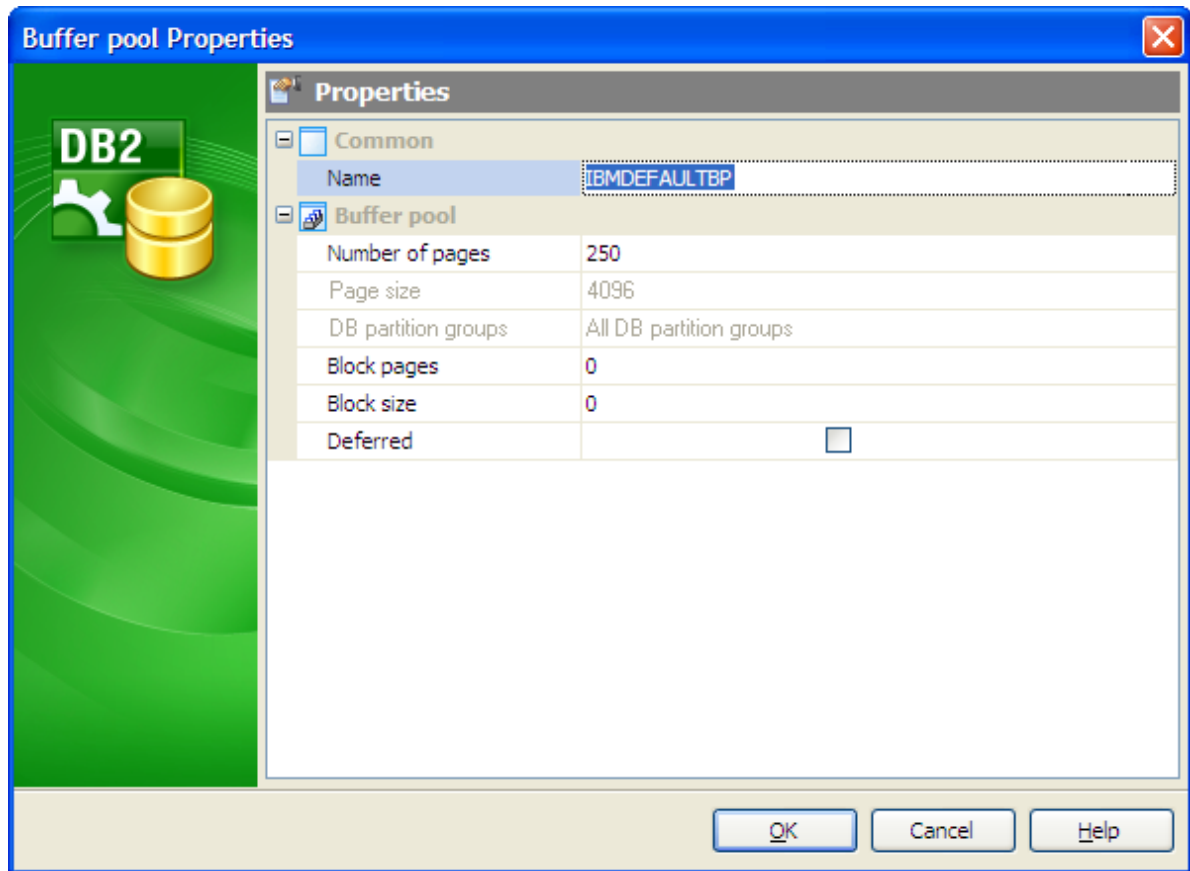 Buffer pool Properties
Properties
DB2
Common
Name IBMDEFAULTBP
Buffer pool
Number of pages 250
Page size 4096
DB partition groups All DB partition groups
Block pages 0
Block size 0
Deferred
OK Cancel Help